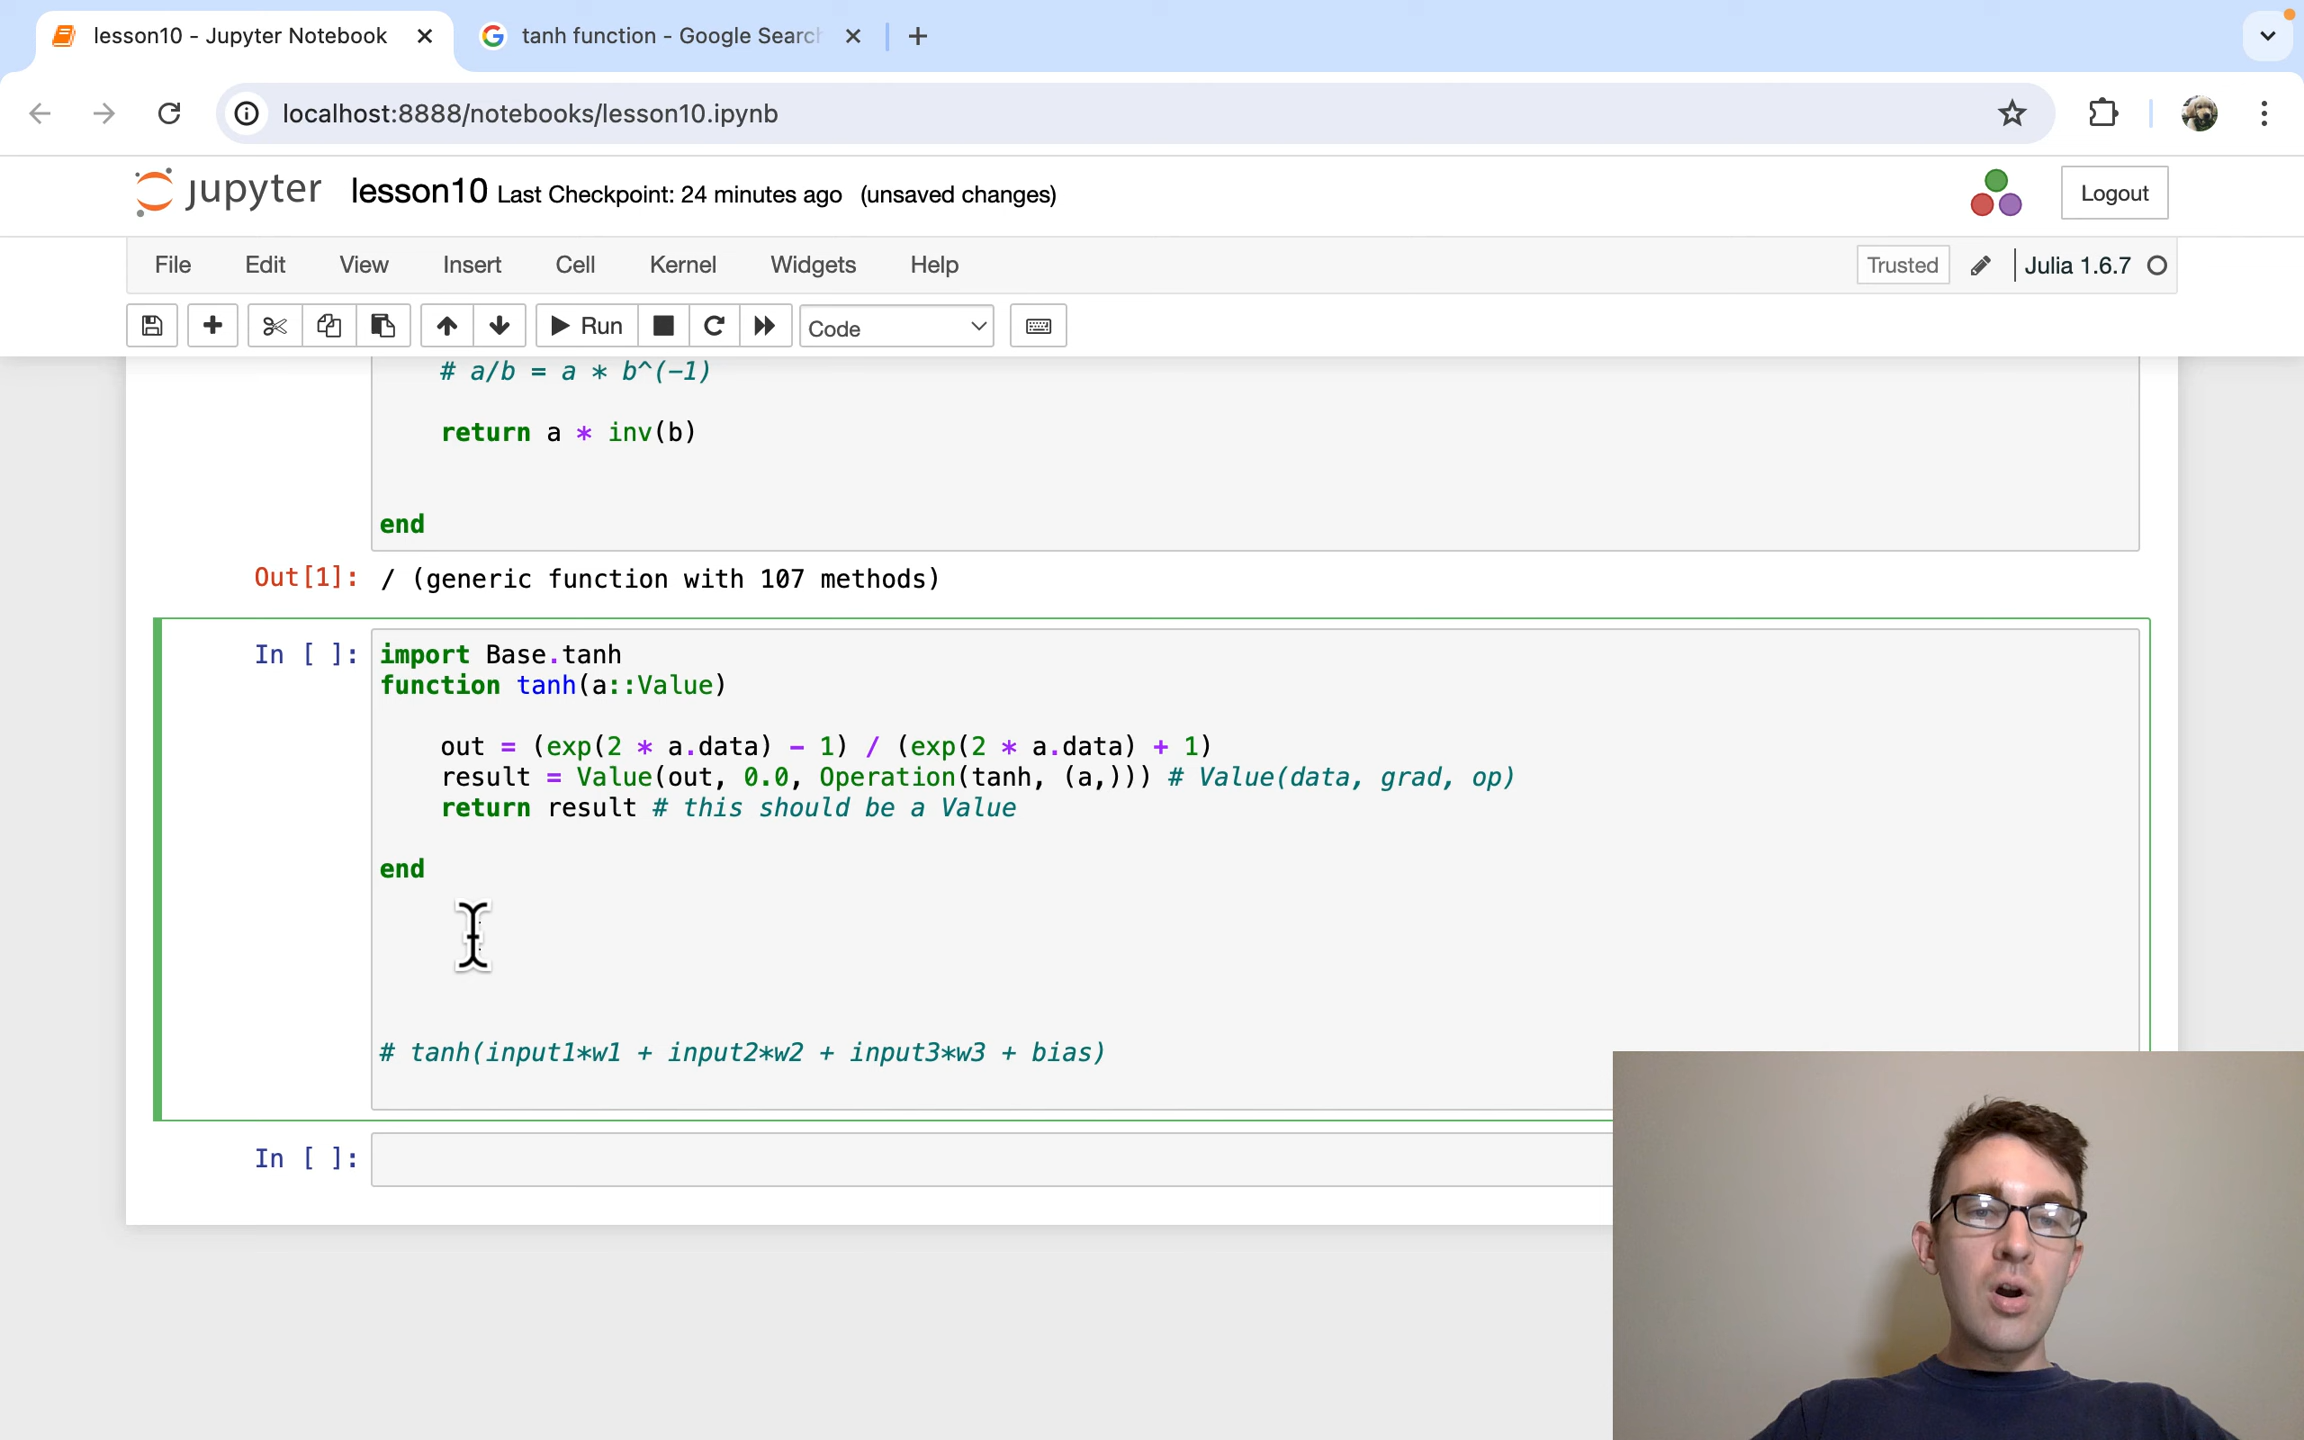 lesson10 - Jupyter Notebook
tanh function - Google Search
localhost:8888/notebooks/lesson10.ipynb
jupyter lesson10 Last Checkpoint: 24 minutes ago (unsaved changes)
Logout
File Edit View Insert Cell Kernel Widgets Help
Trusted
Julia 1.6.7
Run
Code
# a/b = a * b^(-1)
return a * inv(b)
end
Out[1]: / (generic function with 107 methods)
In [ ]: import Base.tanh
function tanh(a::Value)
out = (exp(2 * a.data) - 1) / (exp(2 * a.data) + 1)
result = Value(out, 0.0, Operation(tanh, (a,))) # Value(data, grad, op)
return result # this should be a Value
end
# tanh(input1*w1 + input2*w2 + input3*w3 + bias)
In [ ]: